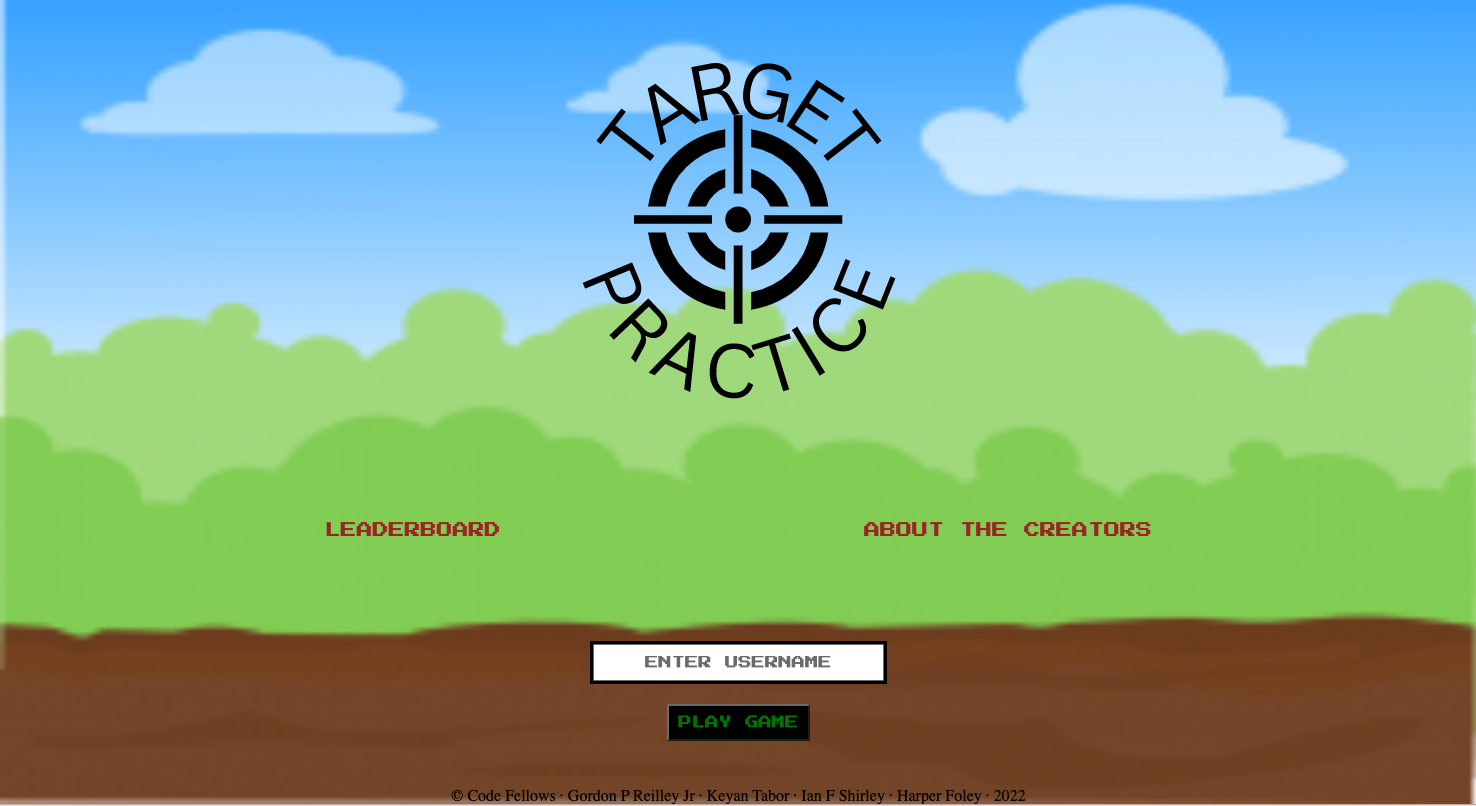 TARGET
PRACTICE
LEADERBOARD ABOUT THE CREATORS
ENTER USERNAME
PLAY GAME
© Code Fellows · Gordon P Reilley Jr · Keyan Tabor · Ian F Shirley · Harper Foley · 2022